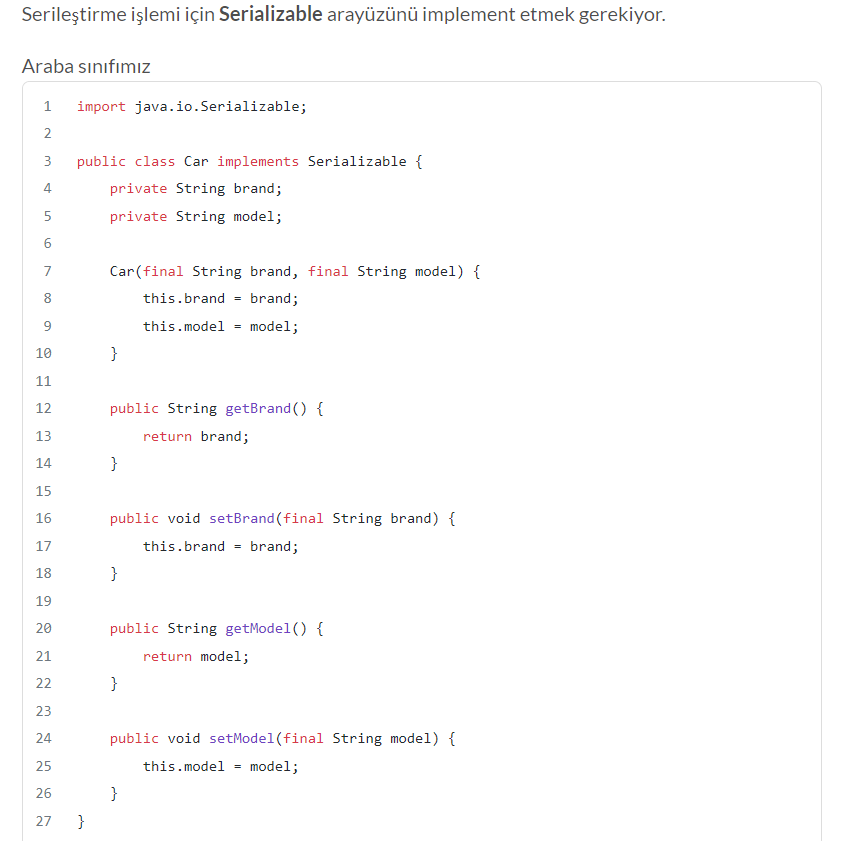 Serileştirme işlemi için Serializable arayüzünü implement etmek gerekiyor.
Araba sınıfımız
1 import java.io.Serializable;
2
3 public class Car implements Serializable {
4     private String brand;
5     private String model;
6
7     Car(final String brand, final String model) {
8         this.brand = brand;
9         this.model = model;
10     }
11
12     public String getBrand() {
13         return brand;
14     }
15
16     public void setBrand(final String brand) {
17         this.brand = brand;
18     }
19
20     public String getModel() {
21         return model;
22     }
23
24     public void setModel(final String model) {
25         this.model = model;
26     }
27 }